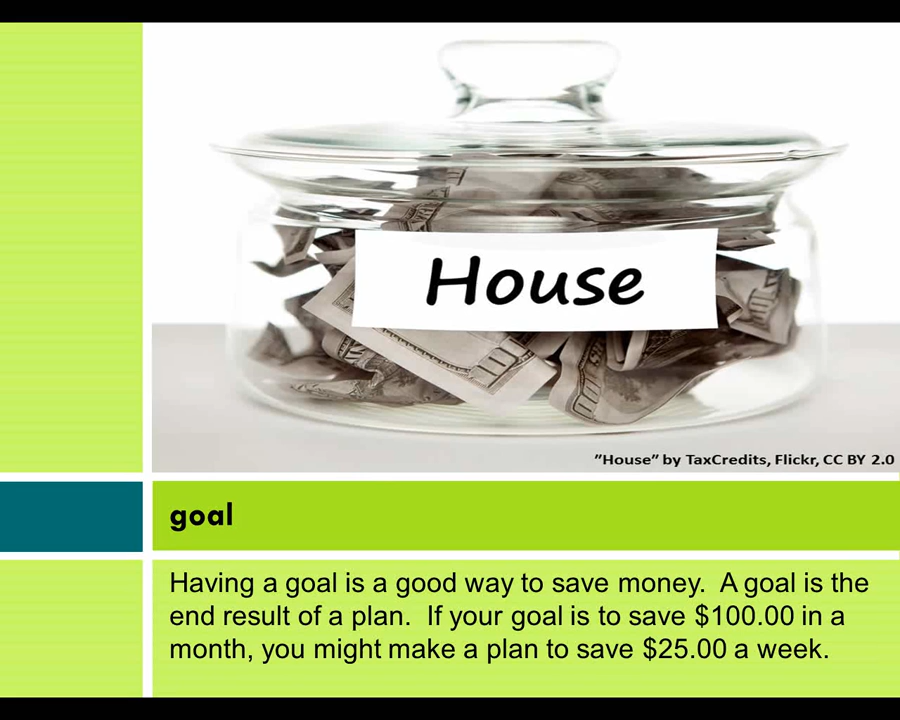 House
"House" by TaxCredits, Flickr, CC BY 2.0
goal
Having a goal is a good way to save money.  A goal is the
end result of a plan.  If your goal is to save $100.00 in a
month, you might make a plan to save $25.00 a week.